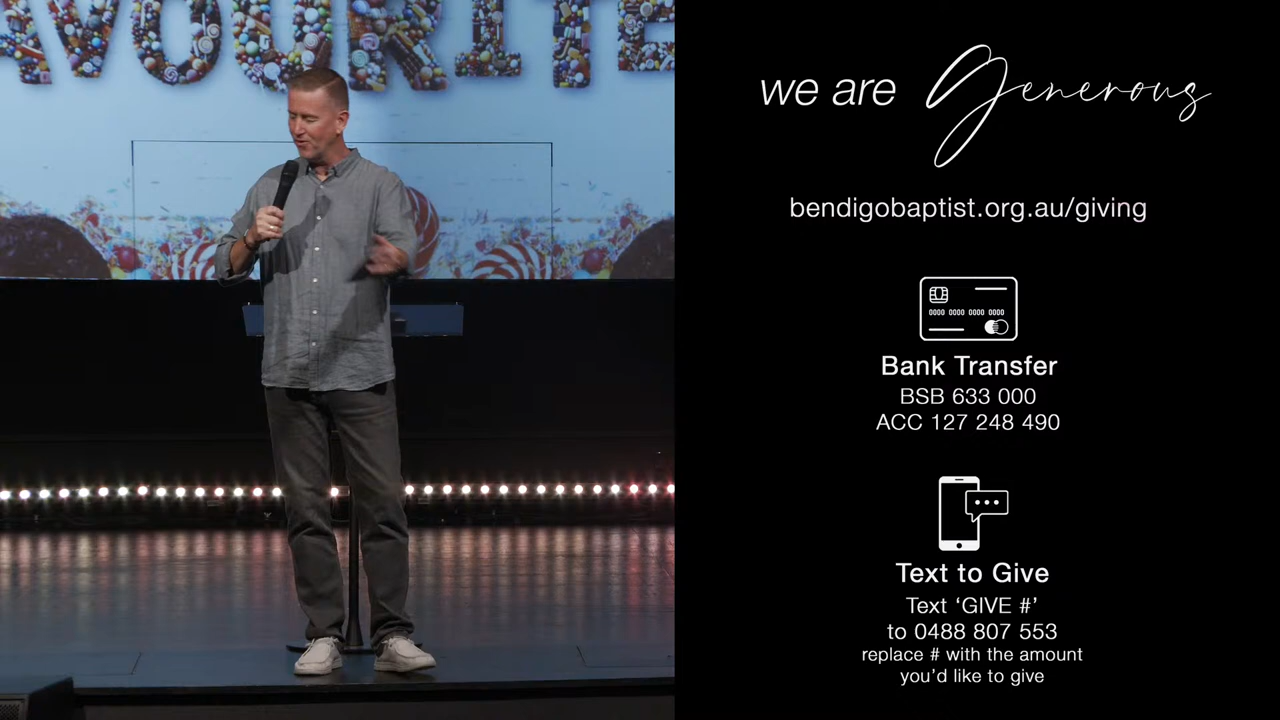 AVOURITE
we are Generous
bendigobaptist.org.au/giving
0000 0000 0000 0000
Bank Transfer
BSB 633 000
ACC 127 248 490
Text to Give
Text ‘GIVE #’
to 0488 807 553
replace # with the amount
you’d like to give